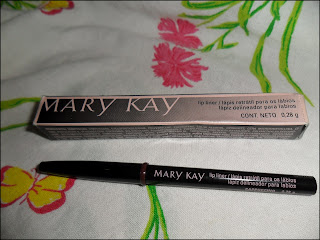 MARY KAY
lip liner / lápis retrátil para os lábios
lápiz delineador para labios
CONT. NETO 0,28 g
MARY KAY
lip liner / lápis retrátil para os lábios
lápiz delineador para labios